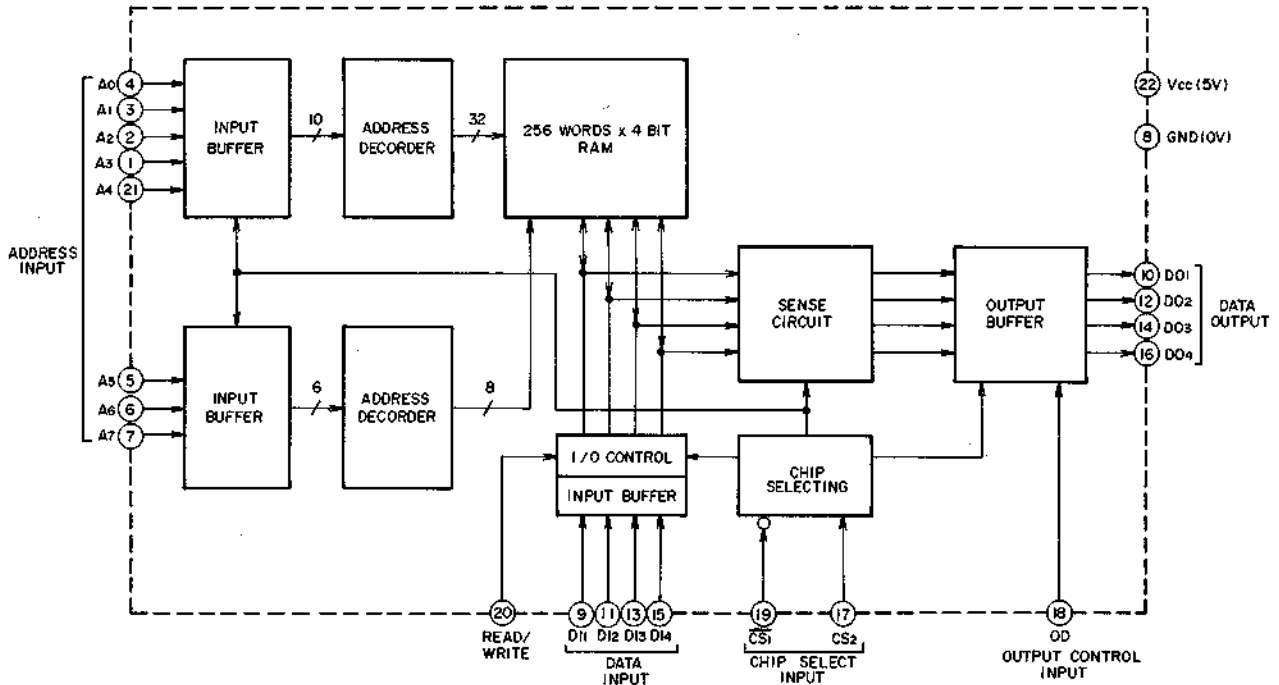 A0 4
A1 3
A2 2
A3 1
A4 21
ADDRESS
INPUT
A5 5
A6 6
A7 7
INPUT
BUFFER
10
ADDRESS
DECORDER
32
256 WORDS x 4 BIT
RAM
22 Vcc (5V)
8 GND (0V)
INPUT
BUFFER
6
ADDRESS
DECORDER
8
SENSE
CIRCUIT
OUTPUT
BUFFER
10 DO1
12 DO2
14 DO3
16 DO4
DATA
OUTPUT
I/O CONTROL
INPUT BUFFER
CHIP
SELECTING
20
READ/
WRITE
9 11 13 15
DI1 DI2 DI3 DI4
DATA
INPUT
19 17
C̅S̅1̅ CS2
CHIP SELECT
INPUT
18
OD
OUTPUT CONTROL
INPUT